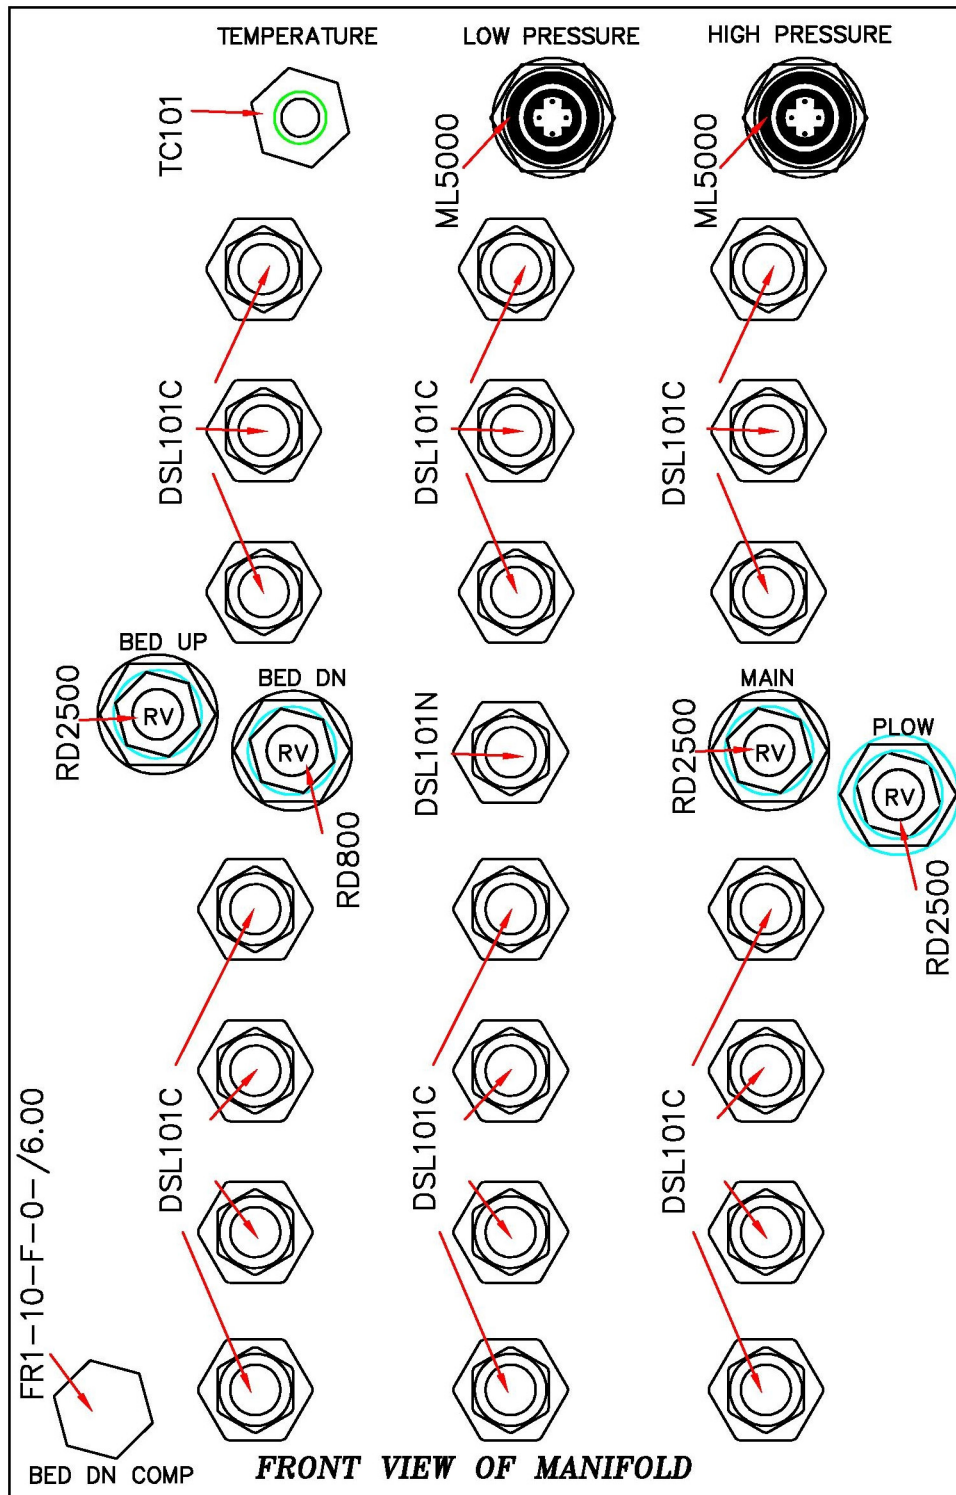 TEMPERATURE
LOW PRESSURE
HIGH PRESSURE
TC101
ML5000
ML5000
DSL101C
DSL101C
DSL101C
BED UP
RV
RD2500
BED DN
RV
RD800
DSL101N
MAIN
RV
RD2500
PLOW
RV
RD2500
DSL101C
DSL101C
DSL101C
FR1-10-F-0-/6.00
BED DN COMP
FRONT VIEW OF MANIFOLD